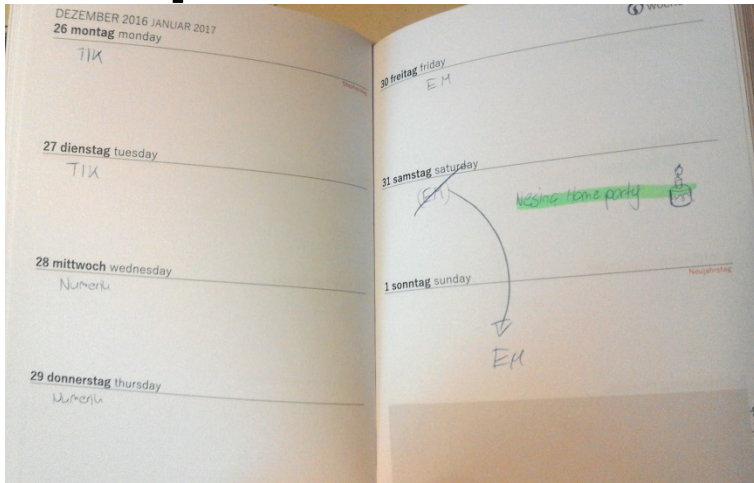 DEZEMBER 2016 JANUAR 2017
26 montag monday
TIK
27 dienstag tuesday
TIK
28 mittwoch wednesday
Numerik
29 donnerstag thursday
Numerik
30 freitag friday
EM
31 samstag saturday
(EM)
Home party
1 sonntag sunday
Neujahrstag
EM